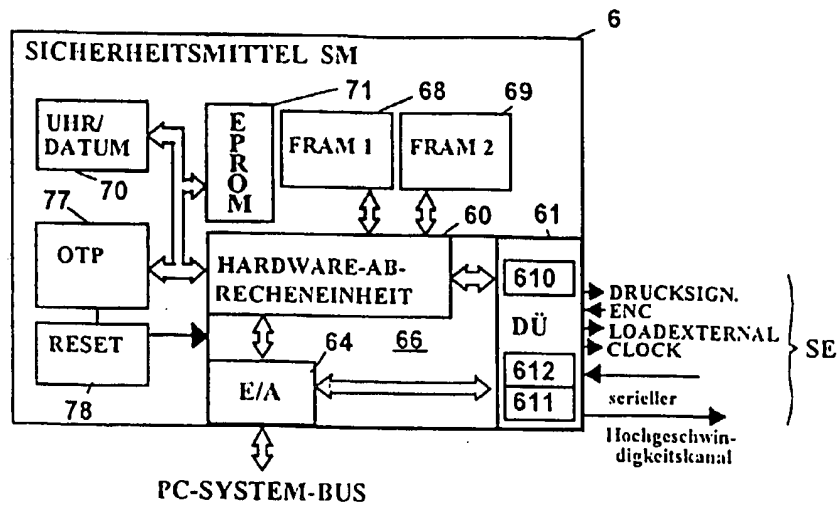 6
SICHERHEITSMITTEL SM
71
68
69
UHR/
DATUM
70
EPROM
FRAM 1
FRAM 2
77
60
61
OTP
HARDWARE-AB-
RECHENEINHEIT
610
DRUCKSIGN.
ENC
DÜ
LOADEXTERNAL
CLOCK
SE
RESET
64
66
78
E/A
612
611
serieller
Hochgeschwin-
digkeitskanal
PC-SYSTEM-BUS